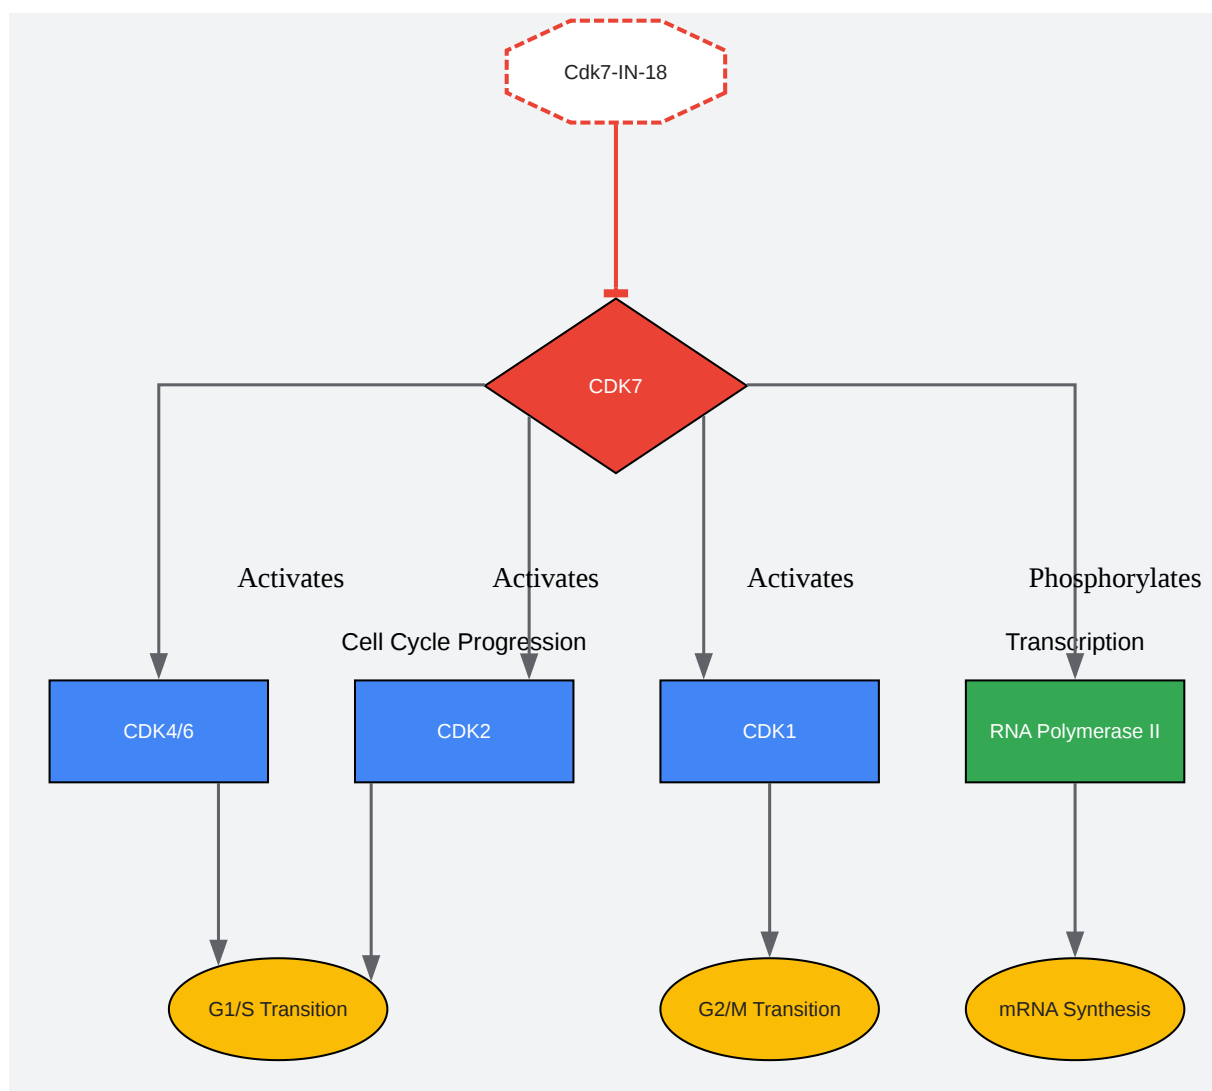 Cdk7-IN-18
CDK7
Activates
Activates
Activates
Phosphorylates
Cell Cycle Progression
Transcription
CDK4/6
CDK2
CDK1
RNA Polymerase II
G1/S Transition
G2/M Transition
mRNA Synthesis